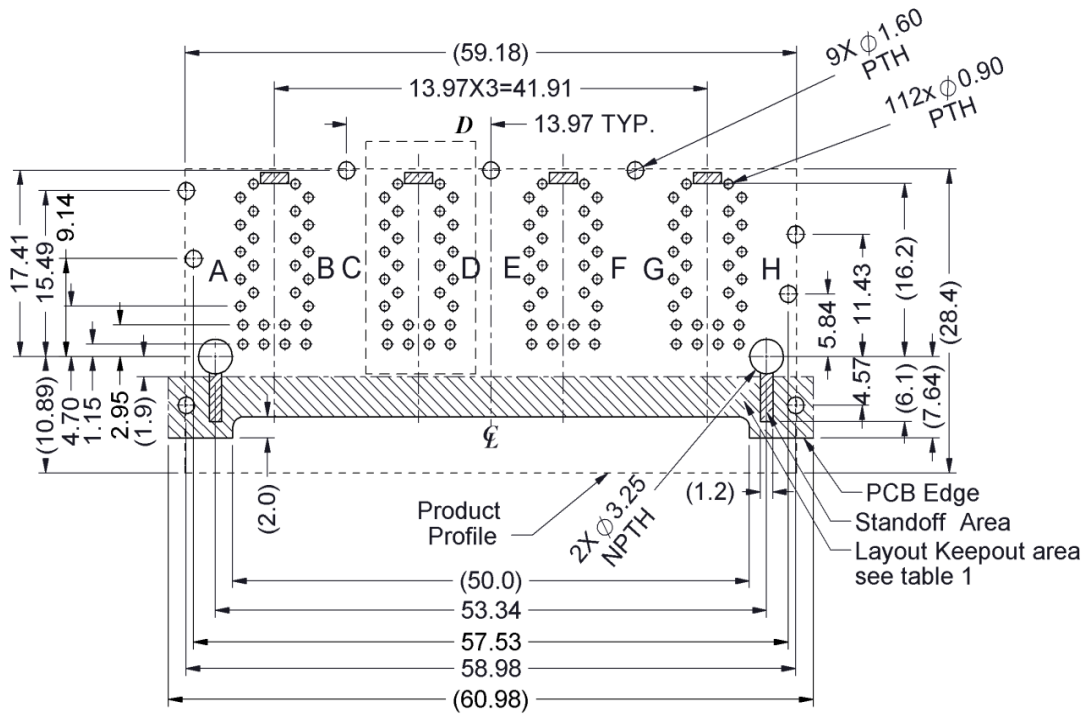 (59.18)
9X ⌀1.60
PTH
13.97X3=41.91
112x ⌀0.90
PTH
D
13.97 TYP.
17.41
15.49
9.14
A
B
C
D
E
F
G
H
5.84
11.43
(16.2)
(28.4)
(10.89)
4.70
1.15
2.95
(1.9)
4.57
(6.1)
(7.64)
℄
(2.0)
Product
Profile
2X ⌀3.25
NPTH
(1.2)
PCB Edge
Standoff Area
Layout Keepout area
see table 1
(50.0)
53.34
57.53
58.98
(60.98)